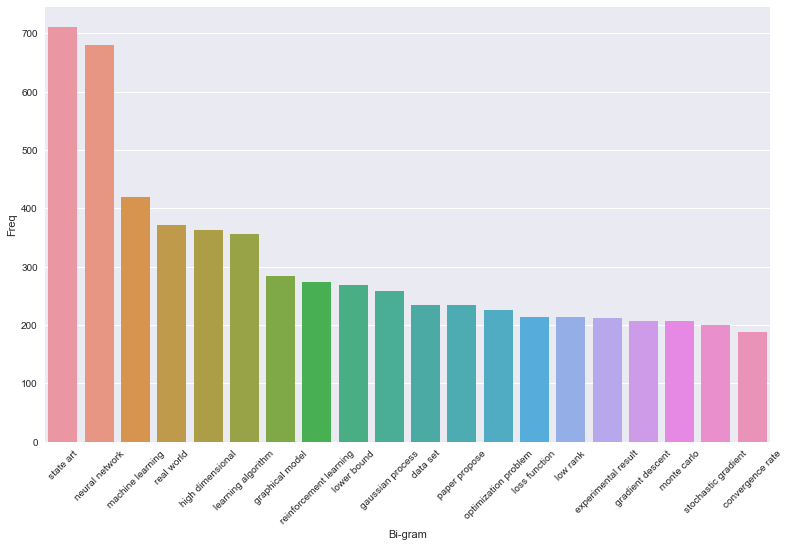 700
600
500
400
300
200
100
0
Freq
state art
neural network
machine learning
real world
high dimensional
learning algorithm
graphical model
reinforcement learning
lower bound
gaussian process
data set
paper propose
optimization problem
loss function
low rank
experimental result
gradient descent
monte carlo
stochastic gradient
convergence rate
Bi-gram